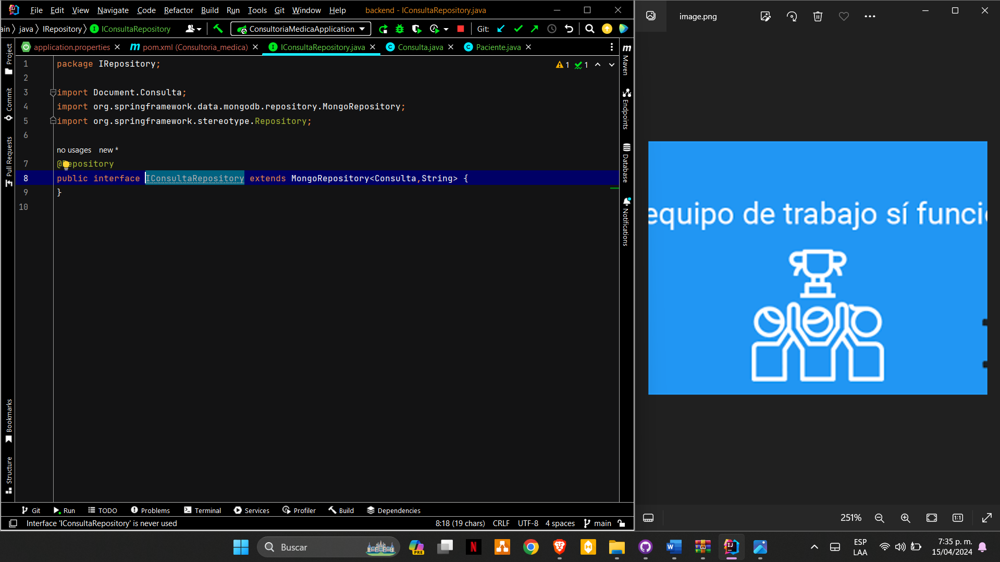 File Edit View Navigate Code Refactor Build Run Tools Git Window Help backend - IConsultaRepository.java
java IRepository IConsultaRepository ConsultoriaMedicaApplication Git:
application.properties pom.xml (Consultoria_medica) IConsultaRepository.java Consulta.java Paciente.java
1 package IRepository;
2
3 import Document.Consulta;
4 import org.springframework.data.mongodb.repository.MongoRepository;
5 import org.springframework.stereotype.Repository;
6
no usages new *
7 @Repository
8 public interface IConsultaRepository extends MongoRepository<Consulta,String> {
9 }
10
1 1
Project
Commit
Pull Requests
Bookmarks
Structure
Maven
Endpoints
Database
Notifications
Git Run TODO Problems Terminal Services Profiler Build Dependencies
Interface 'IConsultaRepository' is never used 8:18 (19 chars) CRLF UTF-8 4 spaces main
image.png
equipo de trabajo sí
251% 1:1
Buscar
PRE
ESP
LAA
7:35 p. m.
15/04/2024